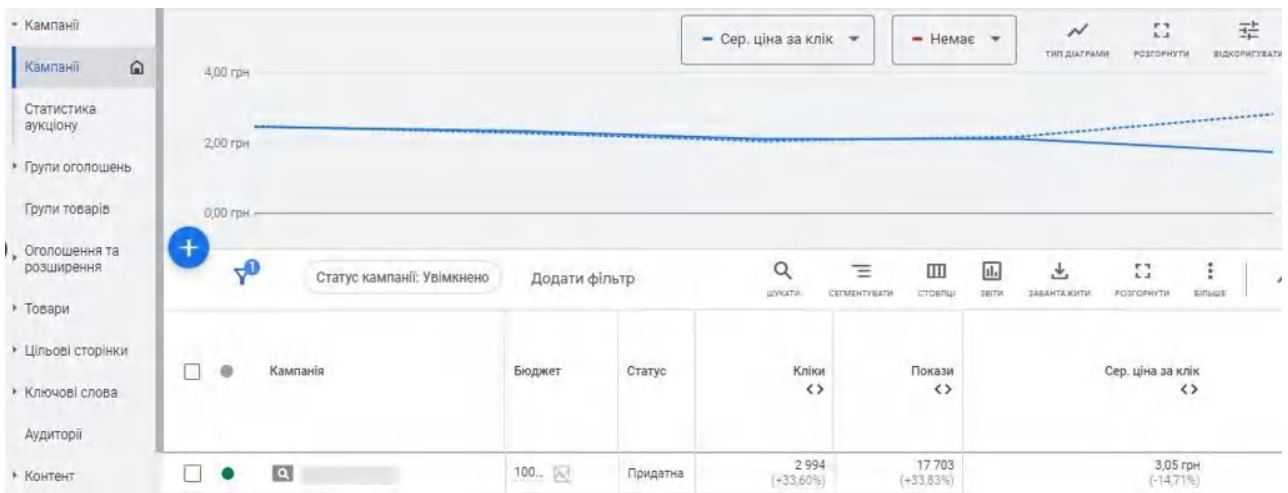 Кампанії
Кампанії
Статистика
аукціону
Групи оголошень
Групи товарів
Оголошення та
розширення
Товари
Цільові сторінки
Ключові слова
Аудиторії
Контент
Сер. ціна за клік
Немає
ТИП ДІАГРАМИ
РОЗГОРНУТИ
ВІДКОРИГУВАТИ
4,00 грн
2,00 грн
0,00 грн
1
Статус кампанії: Увімкнено
Додати фільтр
ШУКАТИ
СЕГМЕНТУВАТИ
СТОВПЦІ
ЗВІТИ
ЗАВАНТАЖИТИ
РОЗГОРНУТИ
БІЛЬШЕ
Кампанія
Бюджет
Статус
Кліки
Покази
Сер. ціна за клік
100…
Придатна
2 994
(+33,60%)
17 703
(+33,83%)
3,05 грн
(-14,71%)